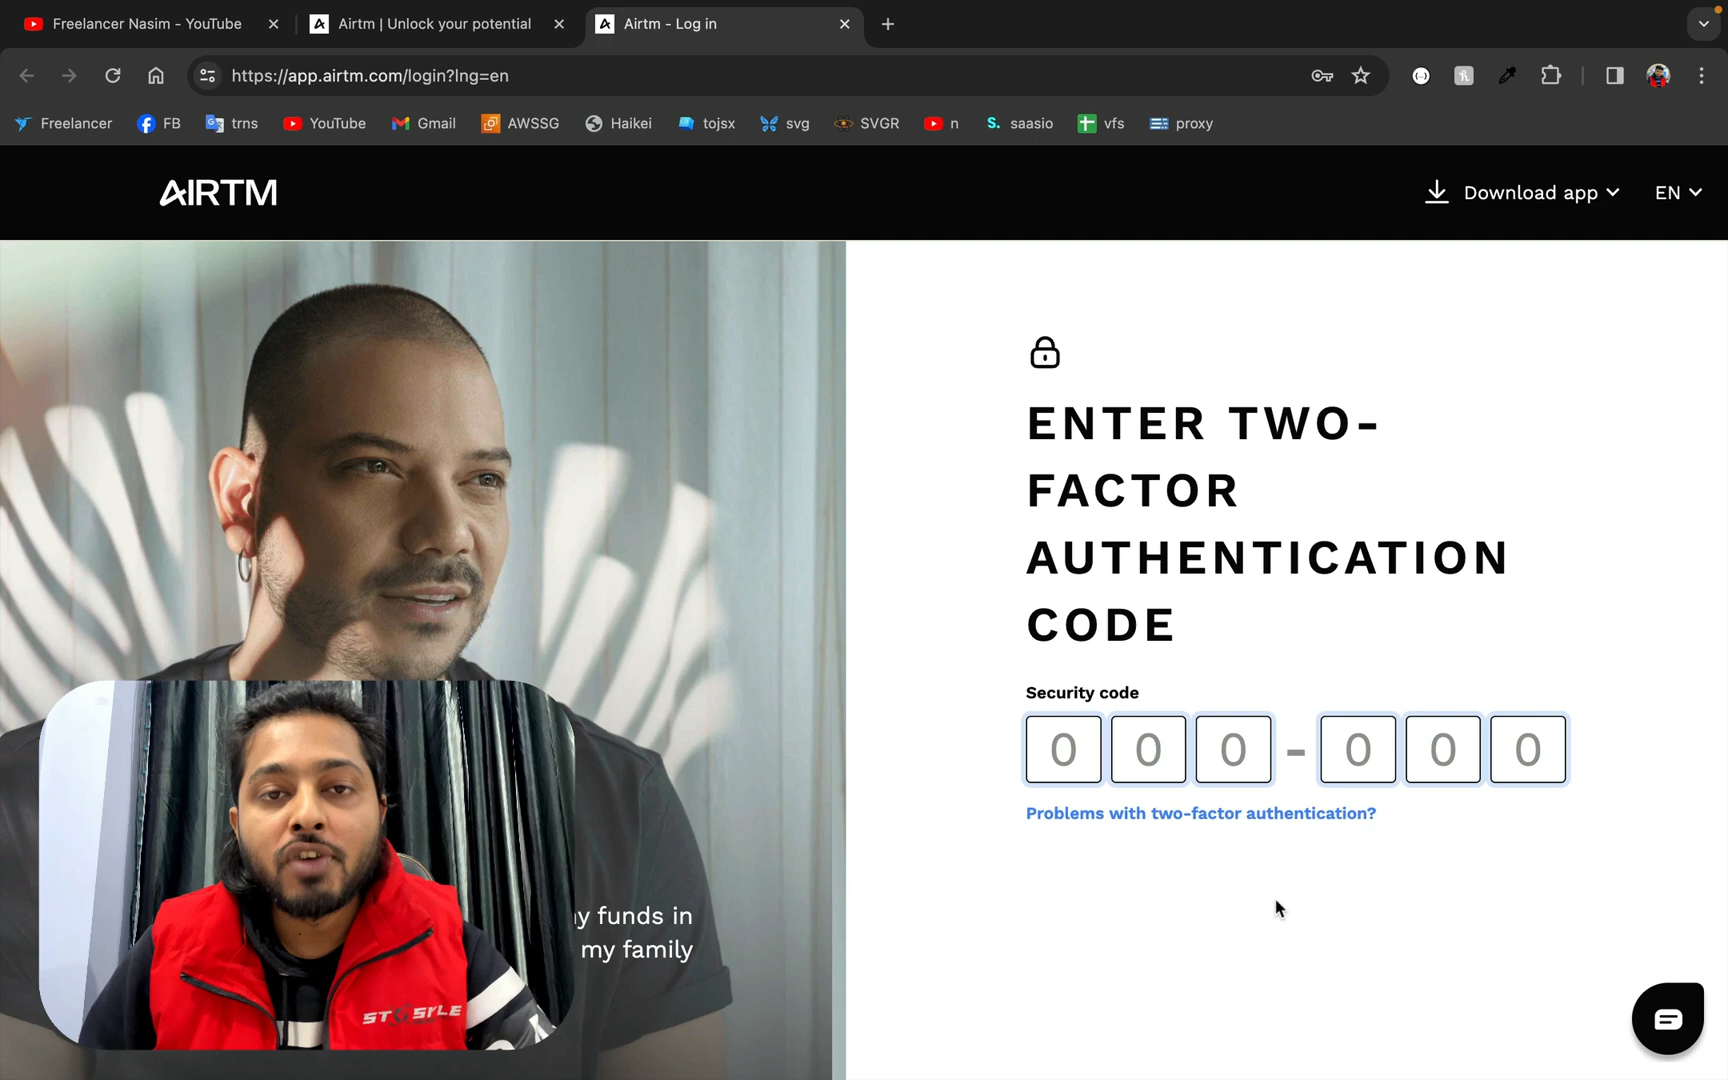 Freelancer Nasim - YouTube
Airtm | Unlock your potential
Airtm - Log in
https://app.airtm.com/login?lng=en
Freelancer
FB
trns
YouTube
Gmail
AWSSG
Haikei
tojsx
svg
SVGR
n
S. saasio
vfs
proxy
AIRTM
Download app
EN
ENTER TWO-
FACTOR
AUTHENTICATION
CODE
Security code
0 0 0 - 0 0 0
Problems with two-factor authentication?
funds in
my family